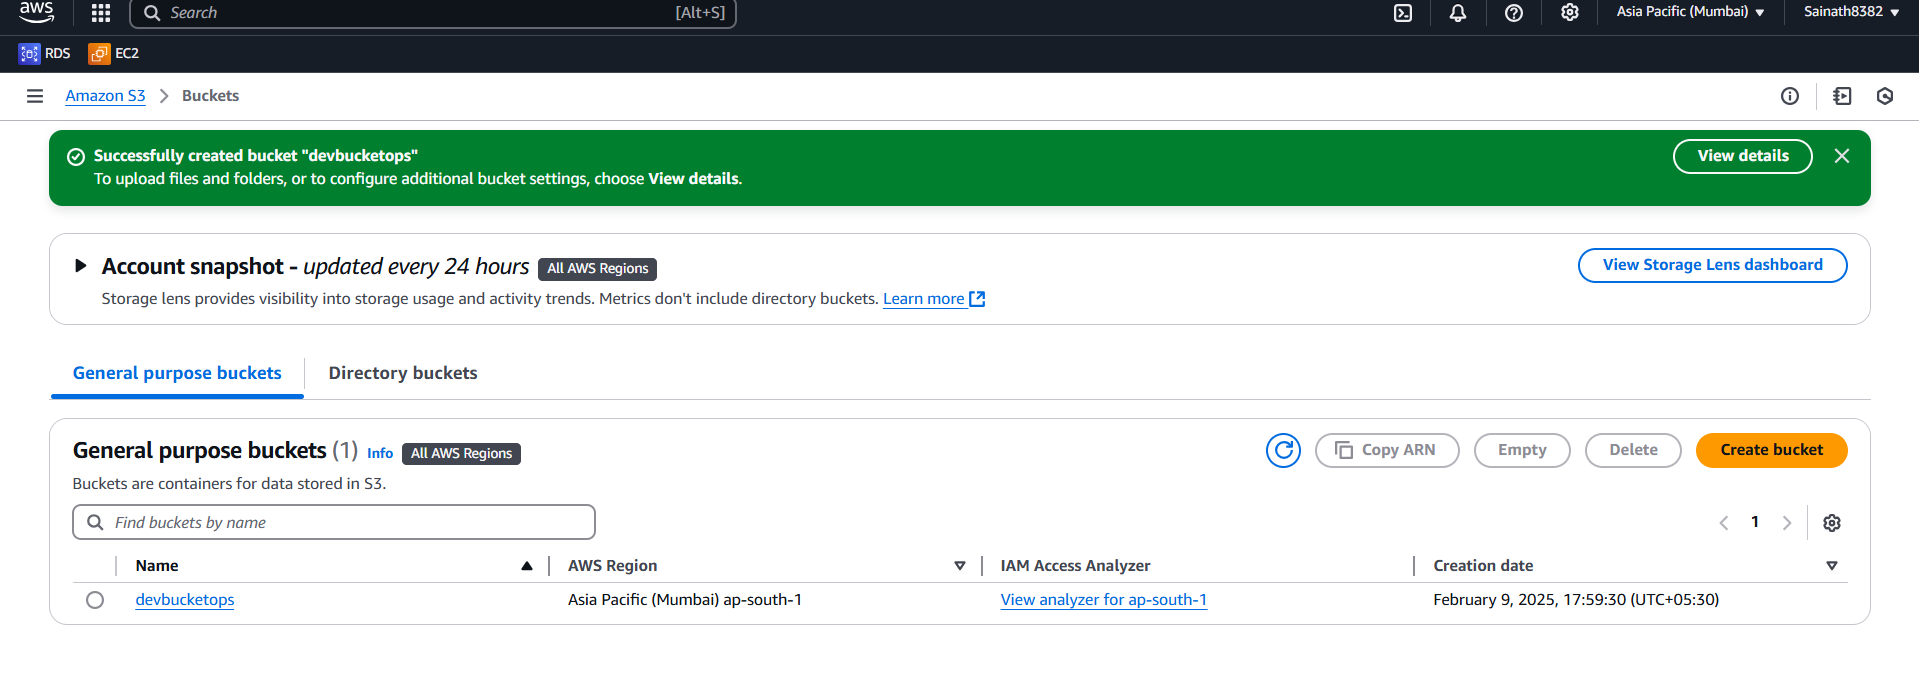 aws
Search [Alt+S] Asia Pacific (Mumbai) Sainath8382
RDS EC2
Amazon S3 Buckets
Successfully created bucket "devbucketops"
To upload files and folders, or to configure additional bucket settings, choose View details.
View details
Account snapshot - updated every 24 hours All AWS Regions
View Storage Lens dashboard
Storage lens provides visibility into storage usage and activity trends. Metrics don't include directory buckets. Learn more
General purpose buckets Directory buckets
General purpose buckets (1) Info All AWS Regions
Copy ARN Empty Delete Create bucket
Buckets are containers for data stored in S3.
Find buckets by name 1
Name AWS Region IAM Access Analyzer Creation date
devbucketops Asia Pacific (Mumbai) ap-south-1 View analyzer for ap-south-1 February 9, 2025, 17:59:30 (UTC+05:30)